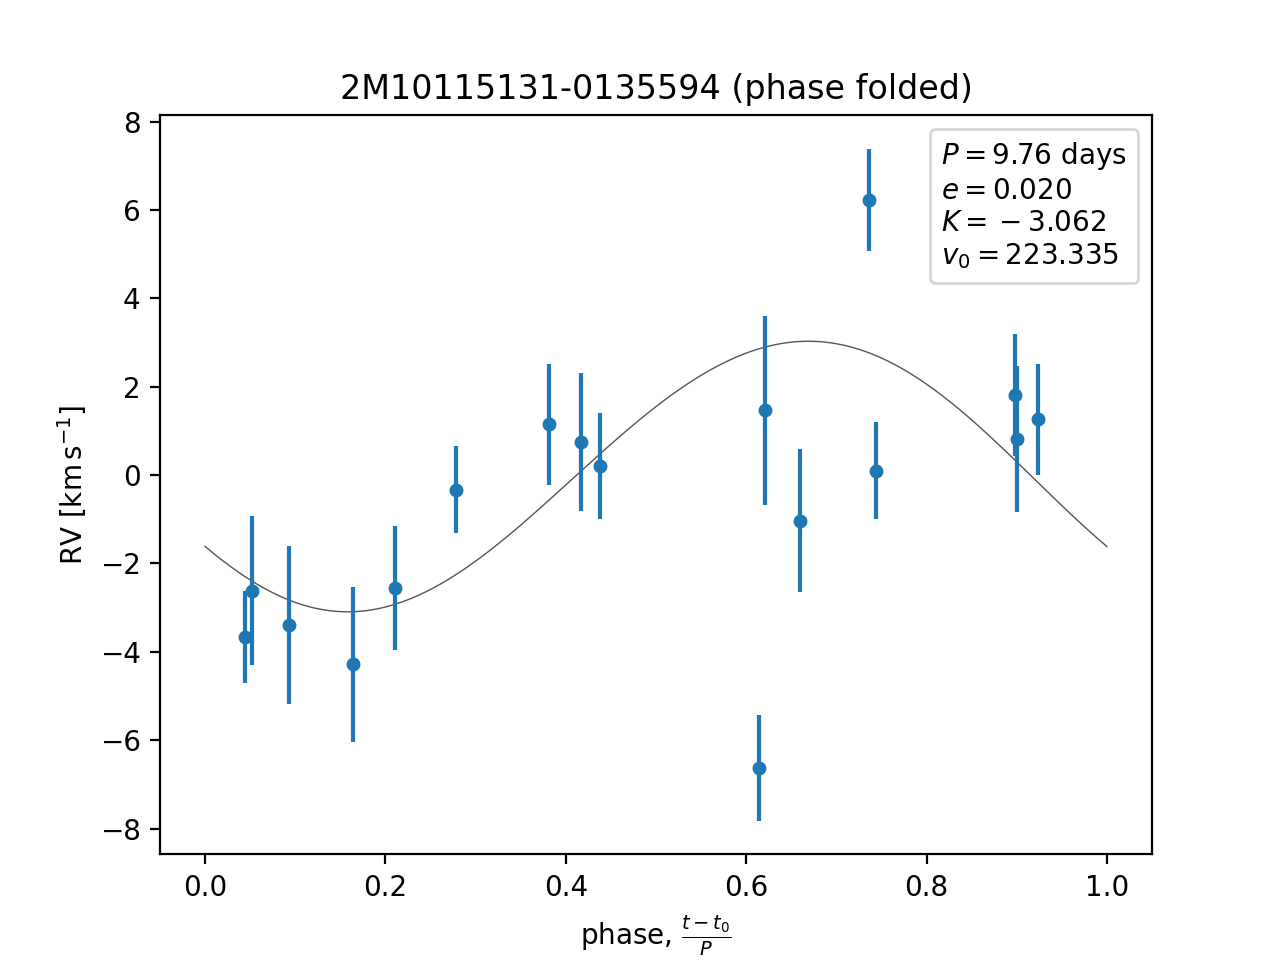 2M10115131-0135594 (phase folded)
P = 9.76 days
e = 0.020
K = −3.062
v₀ = 223.335
RV [km s⁻¹]
8
6
4
2
0
−2
−4
−6
−8
0.0 0.2 0.4 0.6 0.8 1.0
phase, (t − t₀)/P